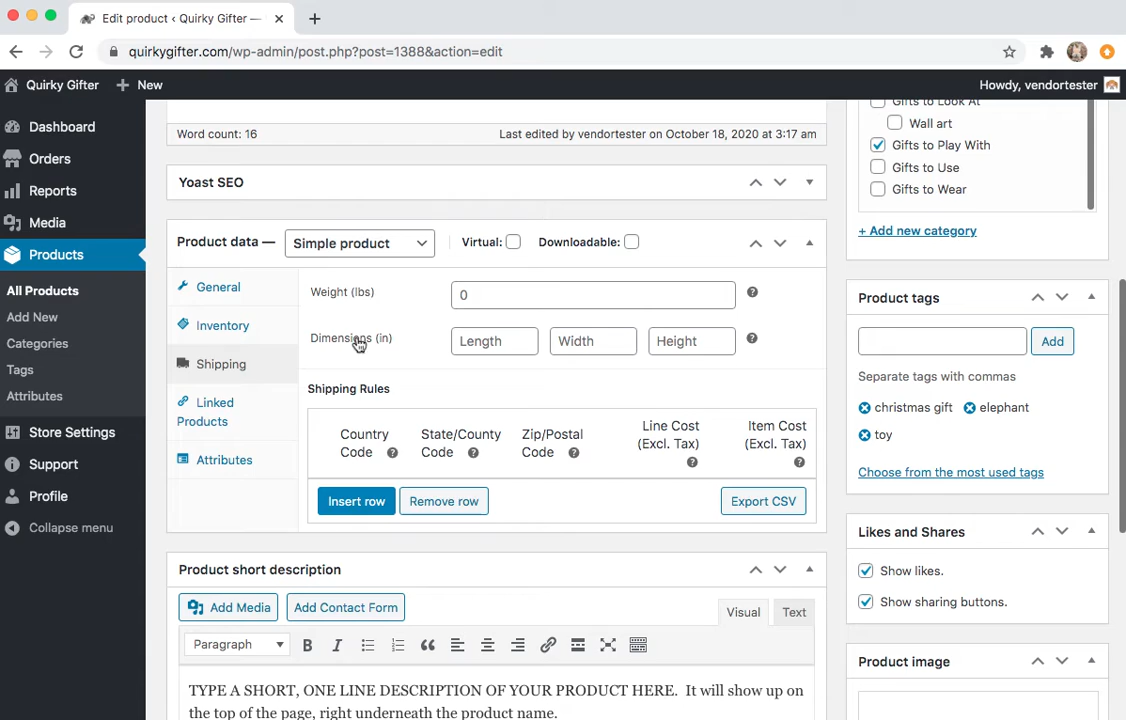 Edit product ‹ Quirky Gifter —
quirkygifter.com/wp-admin/post.php?post=1388&action=edit
Quirky Gifter
New
Howdy, vendortester
Dashboard
Orders
Reports
Media
Products
All Products
Add New
Categories
Tags
Attributes
Store Settings
Support
Profile
Collapse menu
Word count: 16
Last edited by vendortester on October 18, 2020 at 3:17 am
Yoast SEO
Product data — Simple product Virtual: Downloadable:
General
Inventory
Shipping
Linked
Products
Attributes
Weight (lbs) 0
Dimensions (in) Length Width Height
Shipping Rules
Country
Code
State/County
Code
Zip/Postal
Code
Line Cost
(Excl. Tax)
Item Cost
(Excl. Tax)
Insert row Remove row Export CSV
Product short description
Add Media Add Contact Form Visual Text
Paragraph B I
TYPE A SHORT, ONE LINE DESCRIPTION OF YOUR PRODUCT HERE. It will show up on
the top of the page, right underneath the product name.
Gifts to Look At
Wall art
Gifts to Play With
Gifts to Use
Gifts to Wear
+ Add new category
Product tags
Add
Separate tags with commas
christmas gift elephant
toy
Choose from the most used tags
Likes and Shares
Show likes.
Show sharing buttons.
Product image